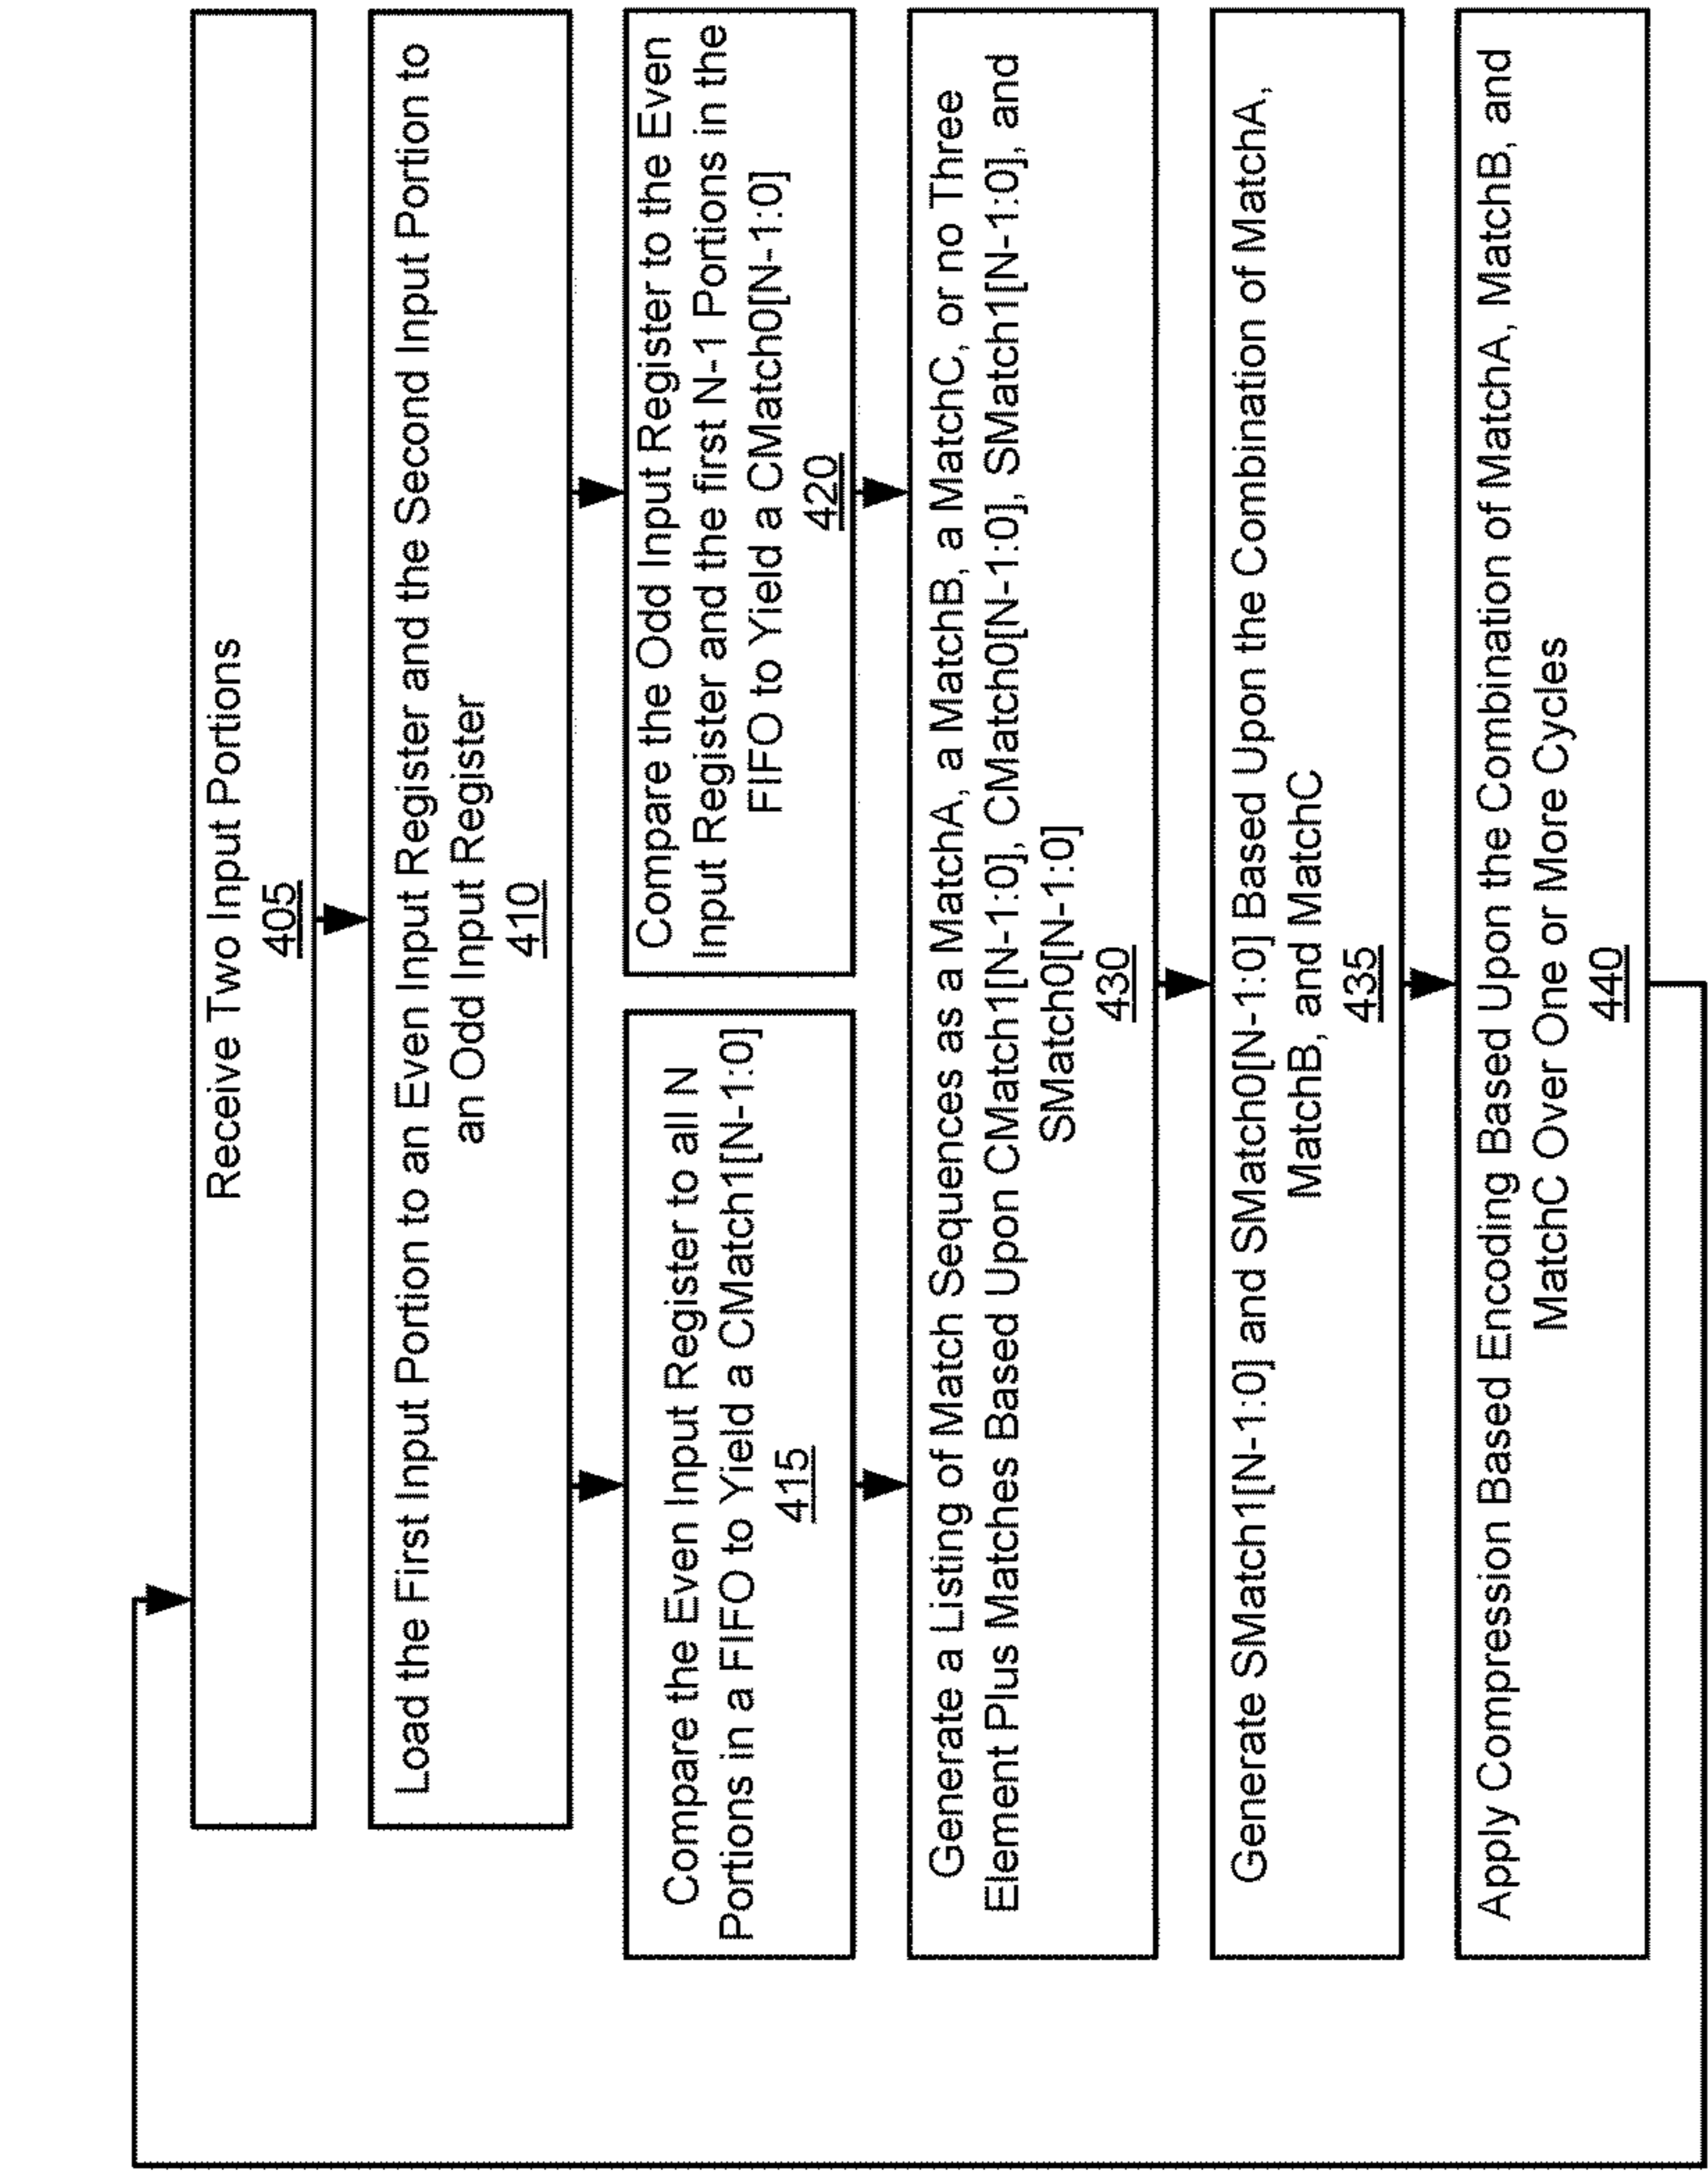 Receive Two Input Portions
405
Load the First Input Portion to an Even Input Register and the Second Input Portion to
an Odd Input Register
410
Compare the Even Input Register to all N
Portions in a FIFO to Yield a CMatch1[N-1:0]
415
Compare the Odd Input Register to the Even
Input Register and the first N-1 Portions in the
FIFO to Yield a CMatch0[N-1:0]
420
Generate a Listing of Match Sequences as a MatchA, a MatchB, a MatchC, or no Three
Element Plus Matches Based Upon CMatch1[N-1:0], CMatch0[N-1:0], SMatch1[N-1:0], and
SMatch0[N-1:0]
430
Generate SMatch1[N-1:0] and SMatch0[N-1:0] Based Upon the Combination of MatchA,
MatchB, and MatchC
435
Apply Compression Based Encoding Based Upon the Combination of MatchA, MatchB, and
MatchC Over One or More Cycles
440